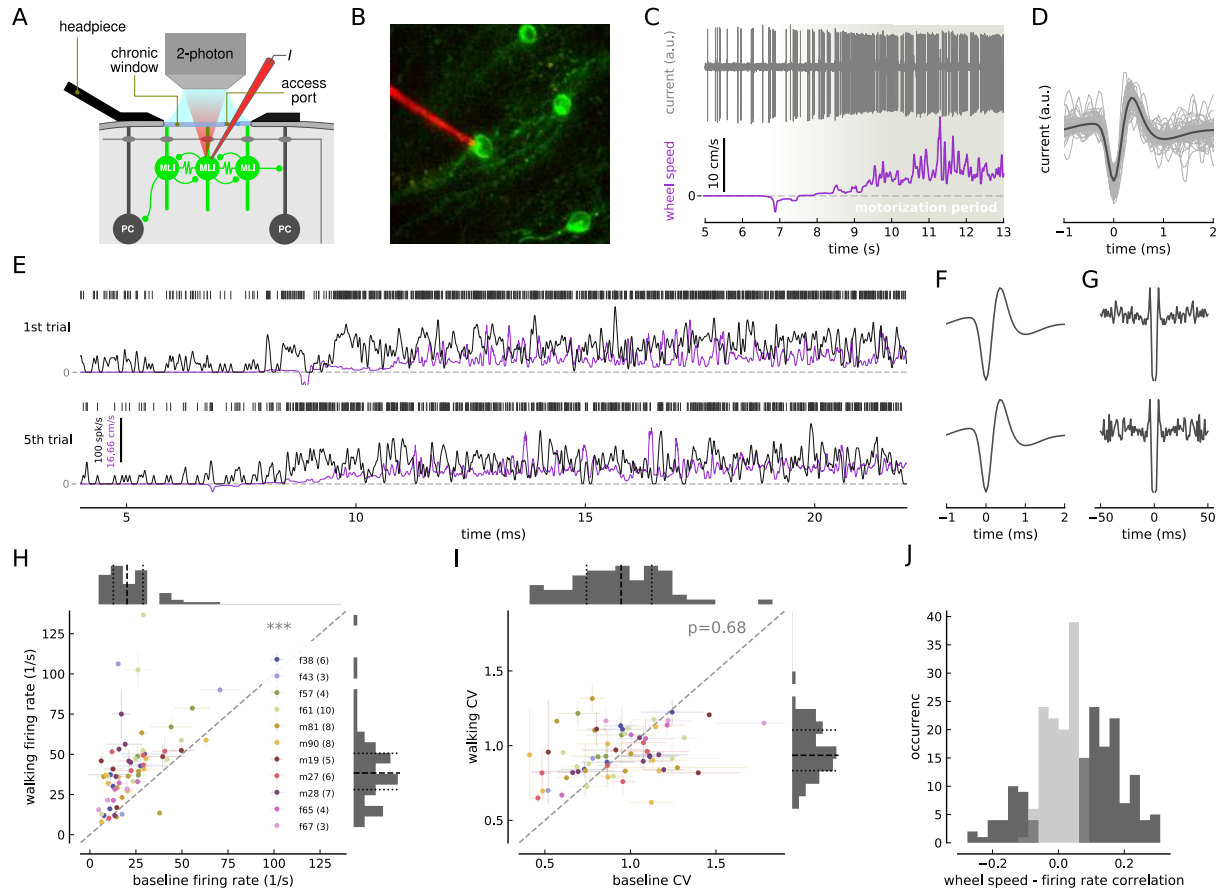 A
headpiece
chronic
window
2-photon
I
access
port
MLI
MLI
MLI
PC
PC
B
C
current (a.u.)
wheel speed
10 cm/s
0
motorization period
5 6 7 8 9 10 11 12 13
time (s)
D
current (a.u.)
−1 0 1 2
time (ms)
E
1st trial
0
5th trial
100 spk/s
16.66 cm/s
0
5 10 15 20
time (ms)
F
−1 0 1 2
time (ms)
G
−50 0 50
time (ms)
H
walking firing rate (1/s)
125
100
75
50
25
0
***
f38 (6)
f43 (3)
f57 (4)
f61 (10)
m81 (8)
m90 (8)
m19 (5)
m27 (6)
m28 (7)
f65 (4)
f67 (3)
0 25 50 75 100 125
baseline firing rate (1/s)
I
walking CV
p=0.68
1.5
1.0
0.5
0.5 1.0 1.5
baseline CV
J
occurrenc
40
35
30
25
20
15
10
5
0
−0.2 0.0 0.2
wheel speed - firing rate correlation